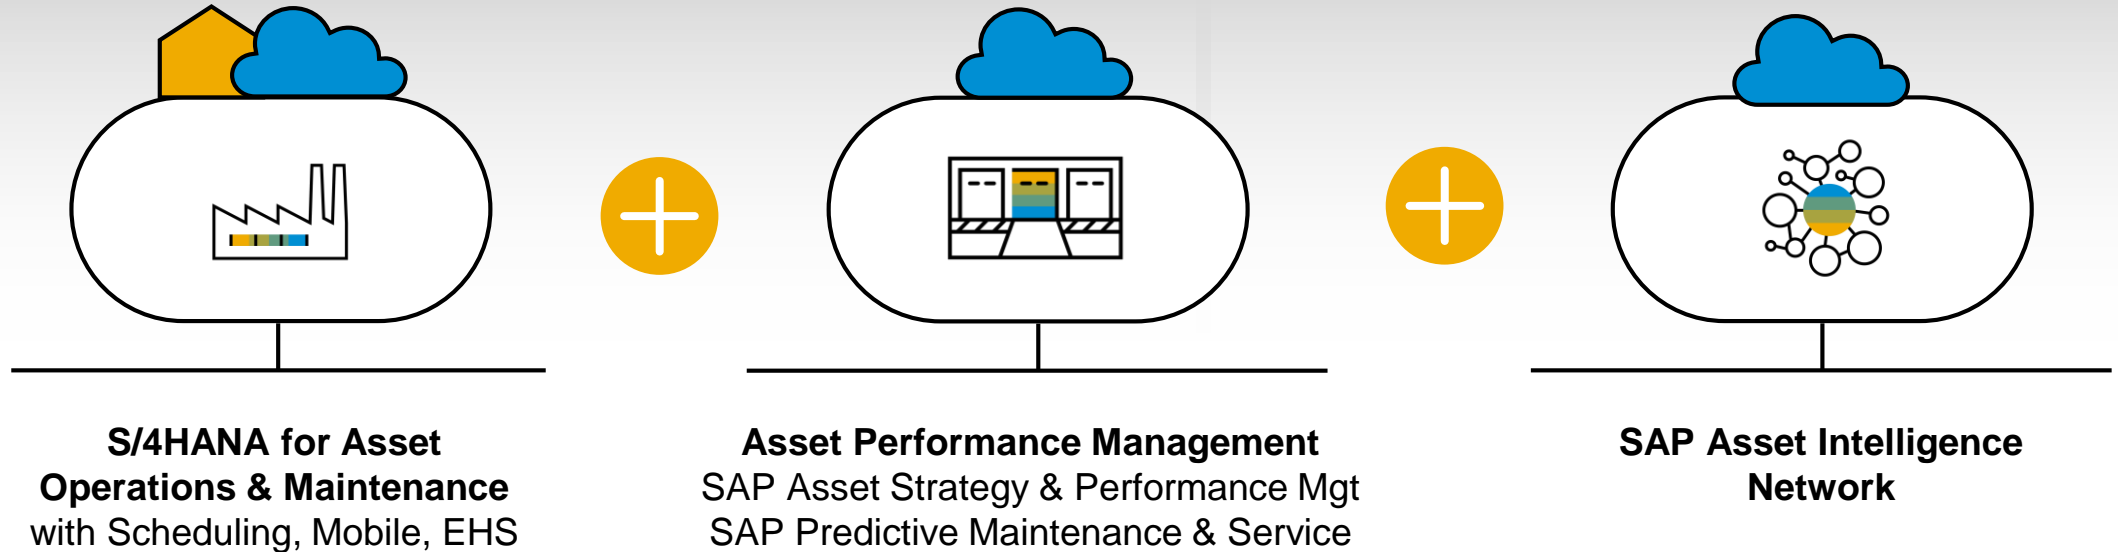 S/4HANA for Asset
Operations & Maintenance
with Scheduling, Mobile, EHS
Asset Performance Management
SAP Asset Strategy & Performance Mgt
SAP Predictive Maintenance & Service
SAP Asset Intelligence
Network